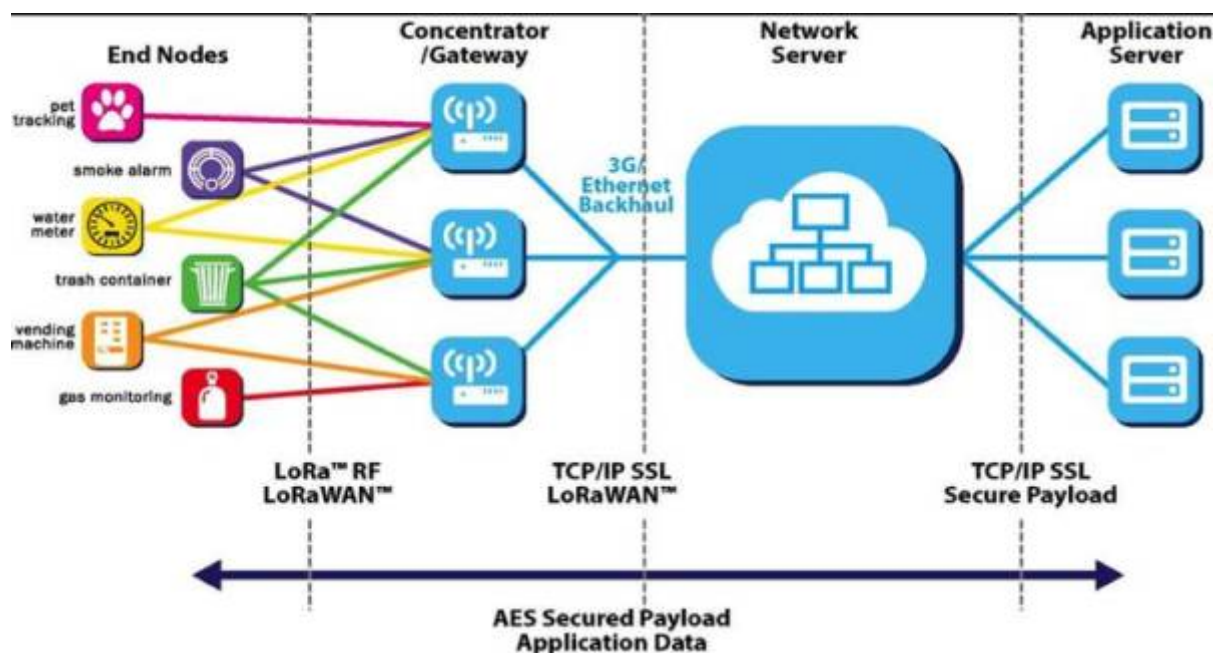 End Nodes
Concentrator
/Gateway
Network
Server
Application
Server
pet
tracking
smoke alarm
water
meter
trash container
vending
machine
gas monitoring
3G/
Ethernet
Backhaul
LoRa™ RF
LoRaWAN™
TCP/IP SSL
LoRaWAN™
TCP/IP SSL
Secure Payload
AES Secured Payload
Application Data